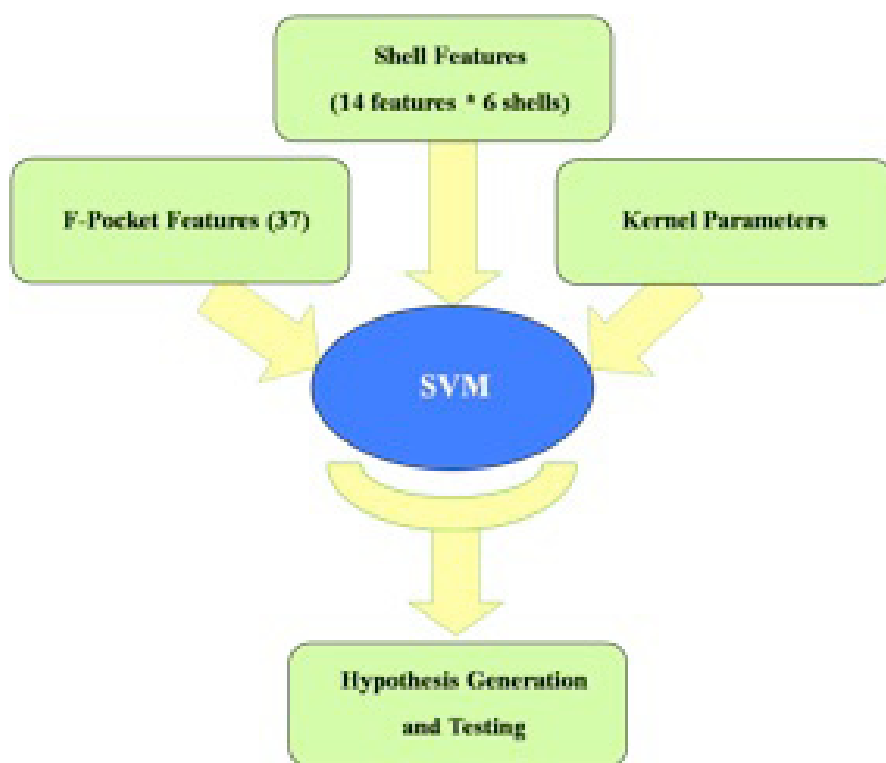 Shell Features
(14 features * 6 shells)
F-Pocket Features (37)
Kernel Parameters
SVM
Hypothesis Generation
and Testing